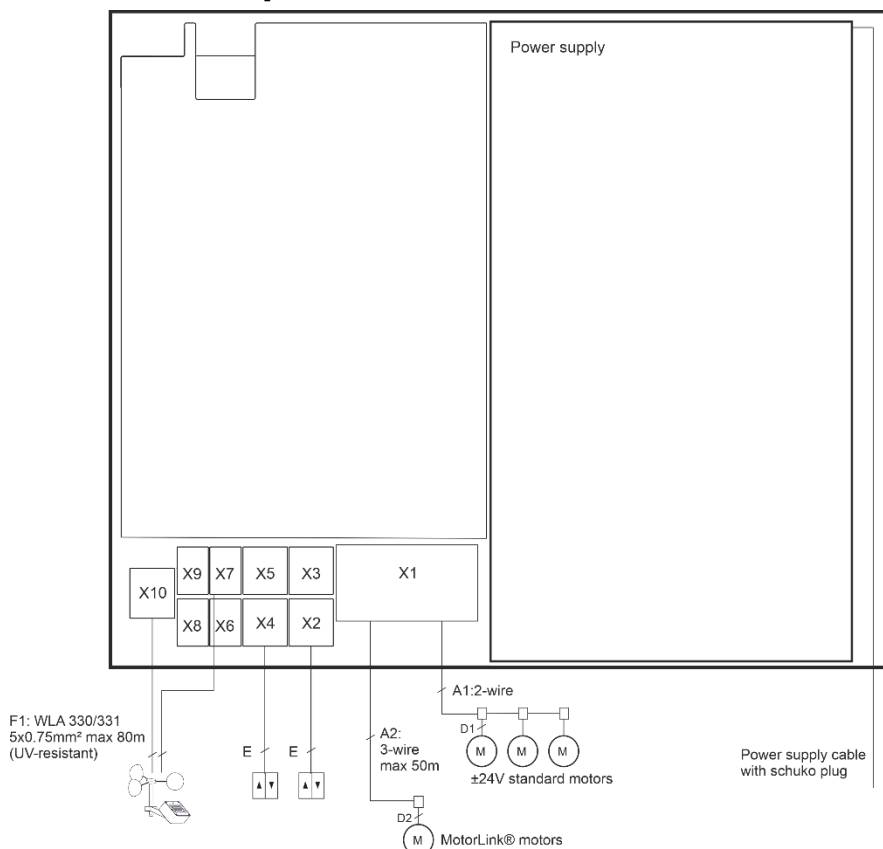 Power supply
X9
X7
X5
X3
X1
X10
X8
X6
X4
X2
A1:2-wire
F1: WLA 330/331
5x0.75mm² max 80m
(UV-resistant)
E
E
A2:
3-wire
max 50m
D1
M
M
M
±24V standard motors
Power supply cable
with schuko plug
D2
M
MotorLink® motors